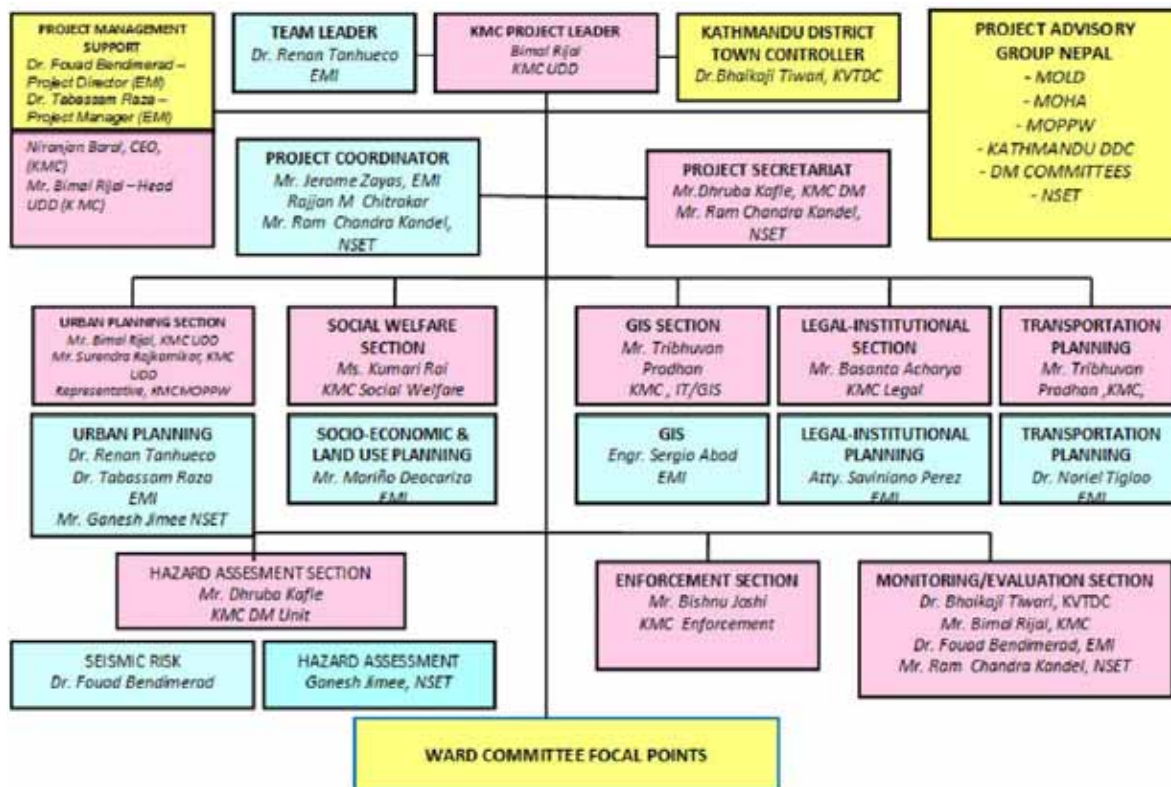 PROJECT MANAGEMENT
SUPPORT
Dr. Fouad Bendimerad –
Project Director (EMI)
Dr. Tabassam Raza –
Project Manager (EMI)
Niranjan Baral, CEO,
(KMC)
Mr. Bimal Rijal – Head
UDD (KMC)
TEAM LEADER
Dr. Renan Tanhueco
EMI
KMC PROJECT LEADER
Bimal Rijal
KMC UDD
KATHMANDU DISTRICT
TOWN CONTROLLER
Dr.Bhaikaji Tiwari, KVTDC
PROJECT ADVISORY
GROUP NEPAL
- MOLD
- MOHA
- MOPPW
- KATHMANDU DDC
- DM COMMITTEES
- NSET
PROJECT COORDINATOR
Mr. Jerome Zayas, EMI
Rajjan M Chitrakar
Mr. Ram Chandra Kandel,
NSET
PROJECT SECRETARIAT
Mr.Dhruba Kafle, KMC DM
Mr. Ram Chandra Kandel,
NSET
URBAN PLANNING SECTION
Mr. Bimal Rijal, KMC UDD
Mr. Surendra Rajkarnikar, KMC
UDD
Representative, KMC/MOPPW
SOCIAL WELFARE
SECTION
Ms. Kumari Rai
KMC Social Welfare
GIS SECTION
Mr. Tribhuvan
Pradhan
KMC , IT/GIS
LEGAL-INSTITUTIONAL
SECTION
Mr. Basanta Acharya
KMC Legal
TRANSPORTATION
PLANNING
Mr. Tribhuvan
Pradhan ,KMC,
URBAN PLANNING
Dr. Renan Tanhueco
Dr. Tabassam Raza
EMI
Mr. Ganesh Jimee NSET
SOCIO-ECONOMIC &
LAND USE PLANNING
Mr. Mariño Deocariza
EMI
GIS
Engr. Sergio Abad
EMI
LEGAL-INSTITUTIONAL
PLANNING
Atty. Saviniano Perez
EMI
TRANSPORTATION
PLANNING
Dr. Noriel Tiglao
EMI
HAZARD ASSESMENT SECTION
Mr. Dhruba Kafle
KMC DM Unit
ENFORCEMENT SECTION
Mr. Bishnu Joshi
KMC Enforcement
MONITORING/EVALUATION SECTION
Dr. Bhaikaji Tiwari, KVTDC
Mr. Bimal Rijal, KMC
Dr. Fouad Bendimerad, EMI
Mr. Ram Chandra Kandel, NSET
SEISMIC RISK
Dr. Fouad Bendimerad
HAZARD ASSESSMENT
Ganesh Jimee, NSET
WARD COMMITTEE FOCAL POINTS